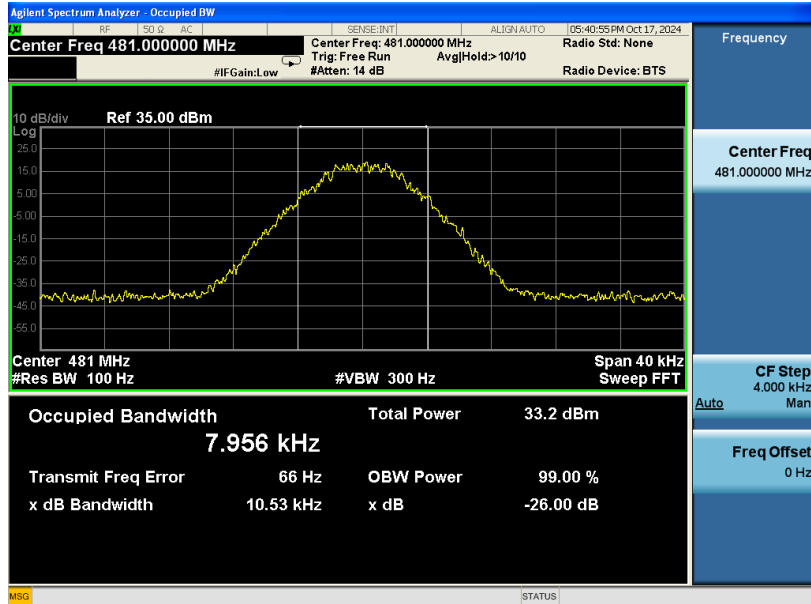 Agilent Spectrum Analyzer - Occupied BW
LXI RF 50 Ω AC SENSE:INT ALIGN AUTO 05:40:55 PM Oct 17, 2024
Center Freq 481.000000 MHz Center Freq: 481.000000 MHz Radio Std: None
Trig: Free Run Avg|Hold:>10/10
#IFGain:Low #Atten: 14 dB Radio Device: BTS
10 dB/div Ref 35.00 dBm
Log
25.0
15.0
5.00
-5.00
-15.0
-25.0
-35.0
-45.0
-55.0
Center 481 MHz Span 40 kHz
#Res BW 100 Hz #VBW 300 Hz Sweep FFT
Occupied Bandwidth Total Power 33.2 dBm
7.956 kHz
Transmit Freq Error 66 Hz OBW Power 99.00 %
x dB Bandwidth 10.53 kHz x dB -26.00 dB
Frequency
Center Freq
481.000000 MHz
CF Step
4.000 kHz
Auto Man
Freq Offset
0 Hz
MSG STATUS